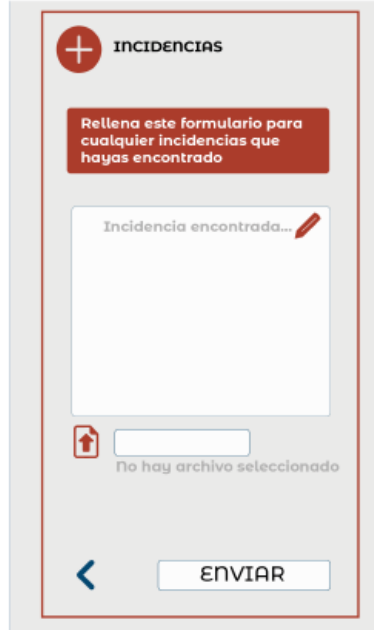 INCIDENCIAS
Rellena este formulario para
cualquier incidencias que
hayas encontrado
Incidencia encontrada...
No hay archivo seleccionado
ENVIAR